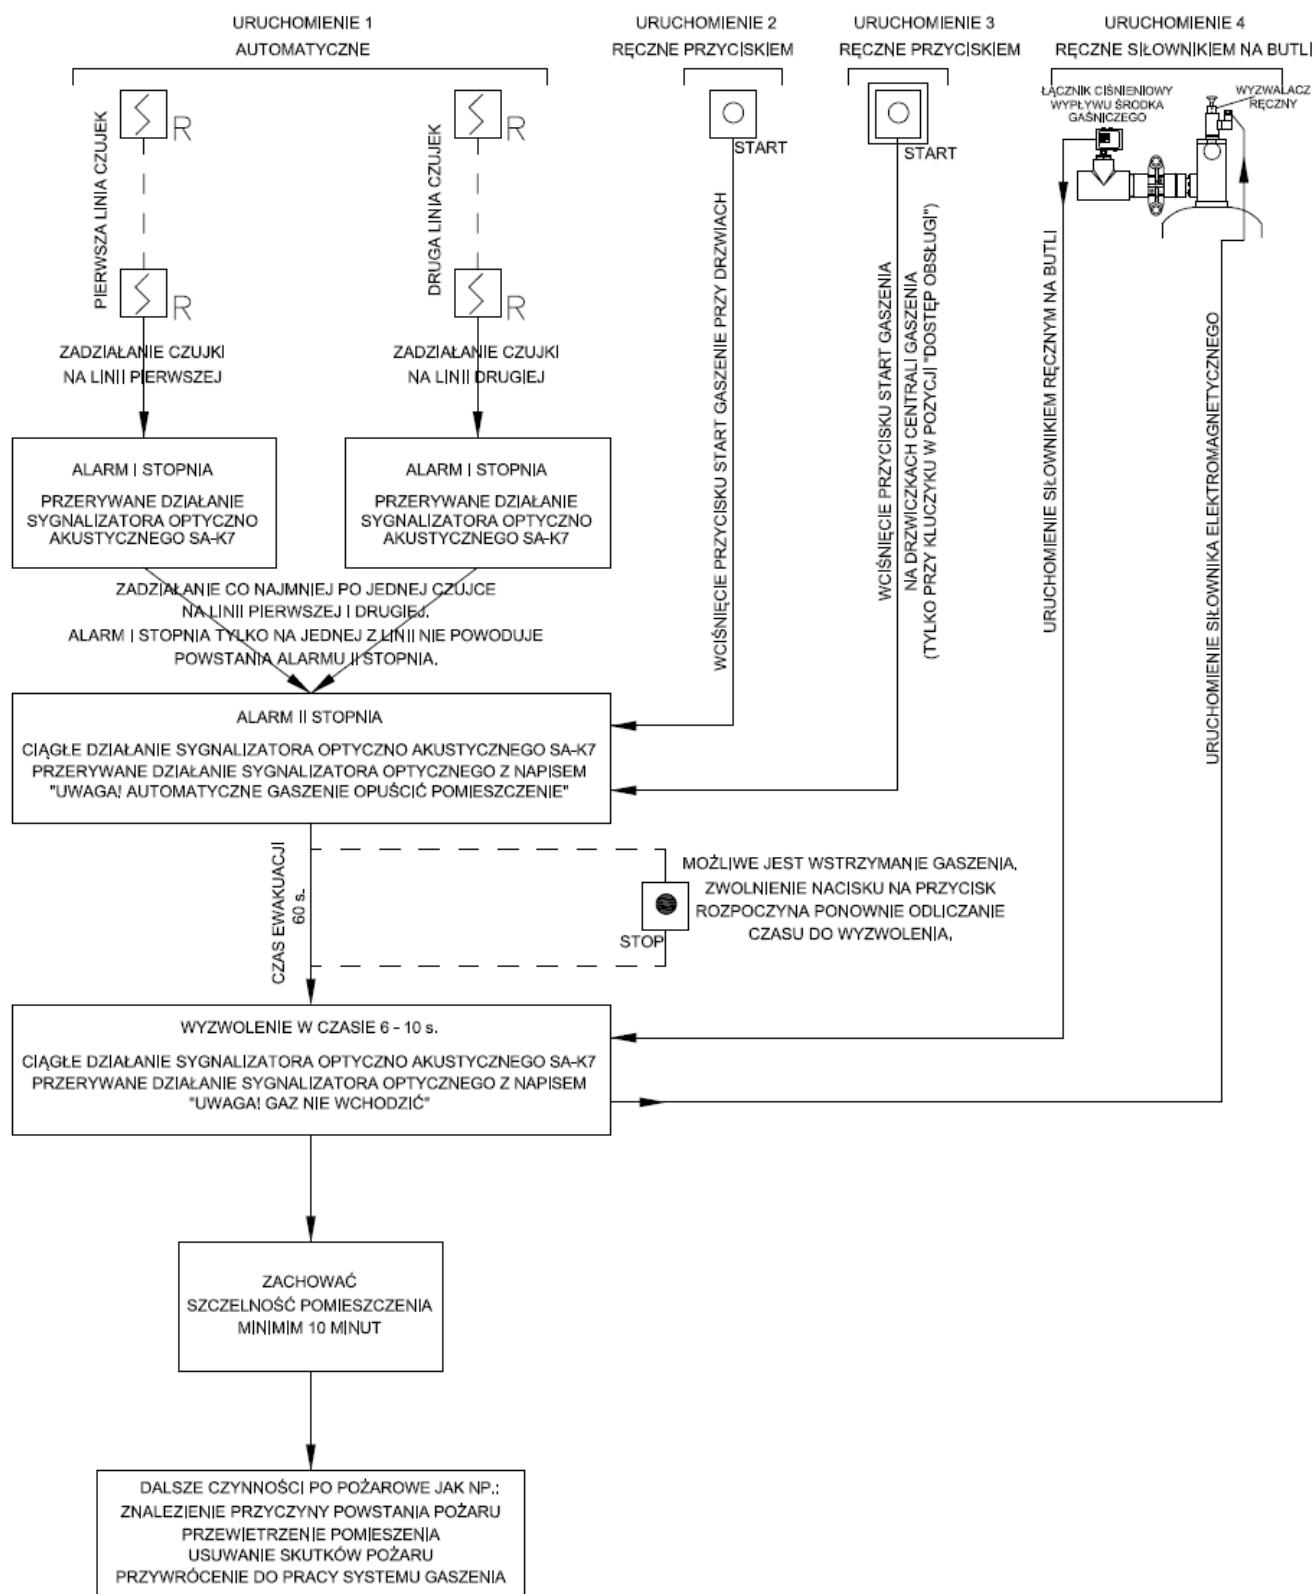 URUCHOMIENIE 1
AUTOMATYCZNE
URUCHOMIENIE 2
RĘCZNE PRZYCISKIEM
URUCHOMIENIE 3
RĘCZNE PRZYCISKIEM
URUCHOMIENIE 4
RĘCZNE SIŁOWNIKIEM NA BUTLI
PIERWSZA LINIA CZUJEK
R
R
DRUGA LINIA CZUJEK
R
R
START
START
ŁĄCZNIK CIŚNIENIOWY
WYPŁYWU ŚRODKA
GAŚNICZEGO
WYZWALACZ
RĘCZNY
ZADZIAŁANIE CZUJKI
NA LINII PIERWSZEJ
ZADZIAŁANIE CZUJKI
NA LINII DRUGIEJ
WCIŚNIĘCIE PRZYCISKU START GASZENIE PRZY DRZWIACH
WCIŚNIĘCIE PRZYCISKU START GASZENIA
NA DRZWICZKACH CENTRALI GASZENIA
(TYLKO PRZY KLUCZYKU W POZYCJI "DOSTĘP OBSŁUGI")
URUCHOMIENIE SIŁOWNIKIEM RĘCZNYM NA BUTLI
URUCHOMIENIE SIŁOWNIKA ELEKTROMAGNETYCZNEGO
ALARM I STOPNIA
PRZERYWANE DZIAŁANIE
SYGNALIZATORA OPTYCZNO
AKUSTYCZNEGO SA-K7
ALARM I STOPNIA
PRZERYWANE DZIAŁANIE
SYGNALIZATORA OPTYCZNO
AKUSTYCZNEGO SA-K7
ZADZIAŁANIE CO NAJMNIEJ PO JEDNEJ CZUJCE
NA LINII PIERWSZEJ I DRUGIEJ.
ALARM I STOPNIA TYLKO NA JEDNEJ Z LINII NIE POWODUJE
POWSTANIA ALARMU II STOPNIA.
ALARM II STOPNIA
CIĄGŁE DZIAŁANIE SYGNALIZATORA OPTYCZNO AKUSTYCZNEGO SA-K7
PRZERYWANE DZIAŁANIE SYGNALIZATORA OPTYCZNEGO Z NAPISEM
"UWAGA! AUTOMATYCZNE GASZENIE OPUŚCIĆ POMIESZCZENIE"
CZAS EWAKUACJI
60 s.
STOP
MOŻLIWE JEST WSTRZYMANIE GASZENIA.
ZWOLNIENIE NACISKU NA PRZYCISK
ROZPOCZYNA PONOWNIE ODLICZANIE
CZASU DO WYZWOLENIA.
WYZWOLENIE W CZASIE 6 - 10 s.
CIĄGŁE DZIAŁANIE SYGNALIZATORA OPTYCZNO AKUSTYCZNEGO SA-K7
PRZERYWANE DZIAŁANIE SYGNALIZATORA OPTYCZNEGO Z NAPISEM
"UWAGA! GAZ NIE WCHODZIĆ"
ZACHOWAĆ
SZCZELNOŚĆ POMIESZCZENIA
MINIMIM 10 MINUT
DALSZE CZYNNOŚCI PO POŻAROWE JAK NP.:
ZNALEZIENIE PRZYCZYNY POWSTANIA POŻARU
PRZEWIETRZENIE POMIESZENIA
USUWANIE SKUTKÓW POŻARU
PRZYWRÓCENIE DO PRACY SYSTEMU GASZENIA